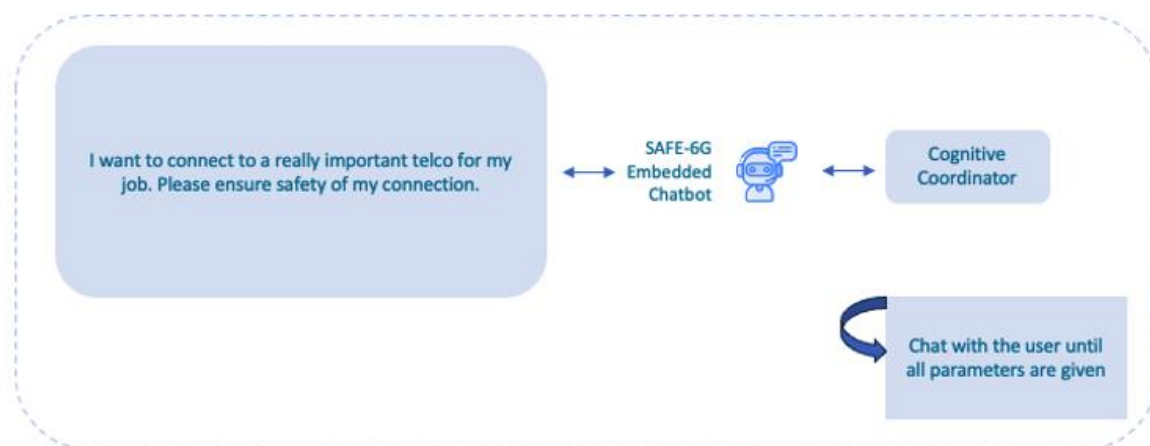 I want to connect to a really important telco for my
job. Please ensure safety of my connection.
SAFE-6G
Embedded
Chatbot
Cognitive
Coordinator
Chat with the user until
all parameters are given